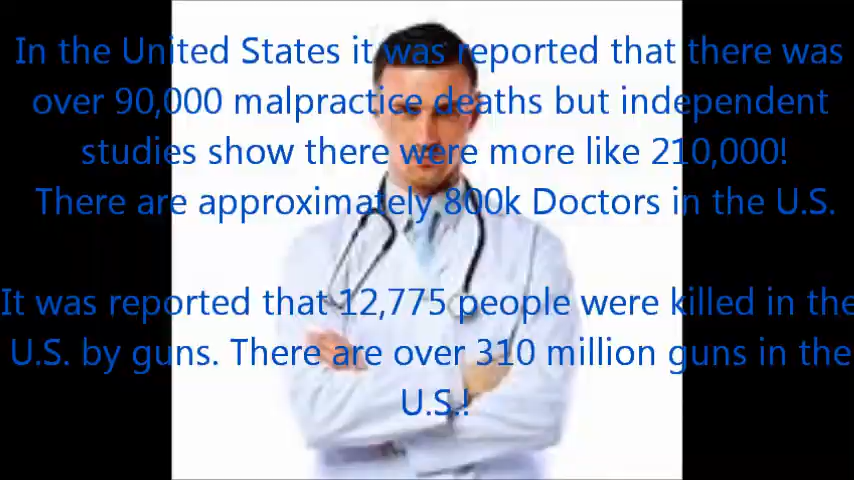 In the United States it was reported that there was
over 90,000 malpractice deaths but independent
studies show there were more like 210,000!
There are approximately 800k Doctors in the U.S.
It was reported that 12,775 people were killed in the
U.S. by guns. There are over 310 million guns in the
U.S.!